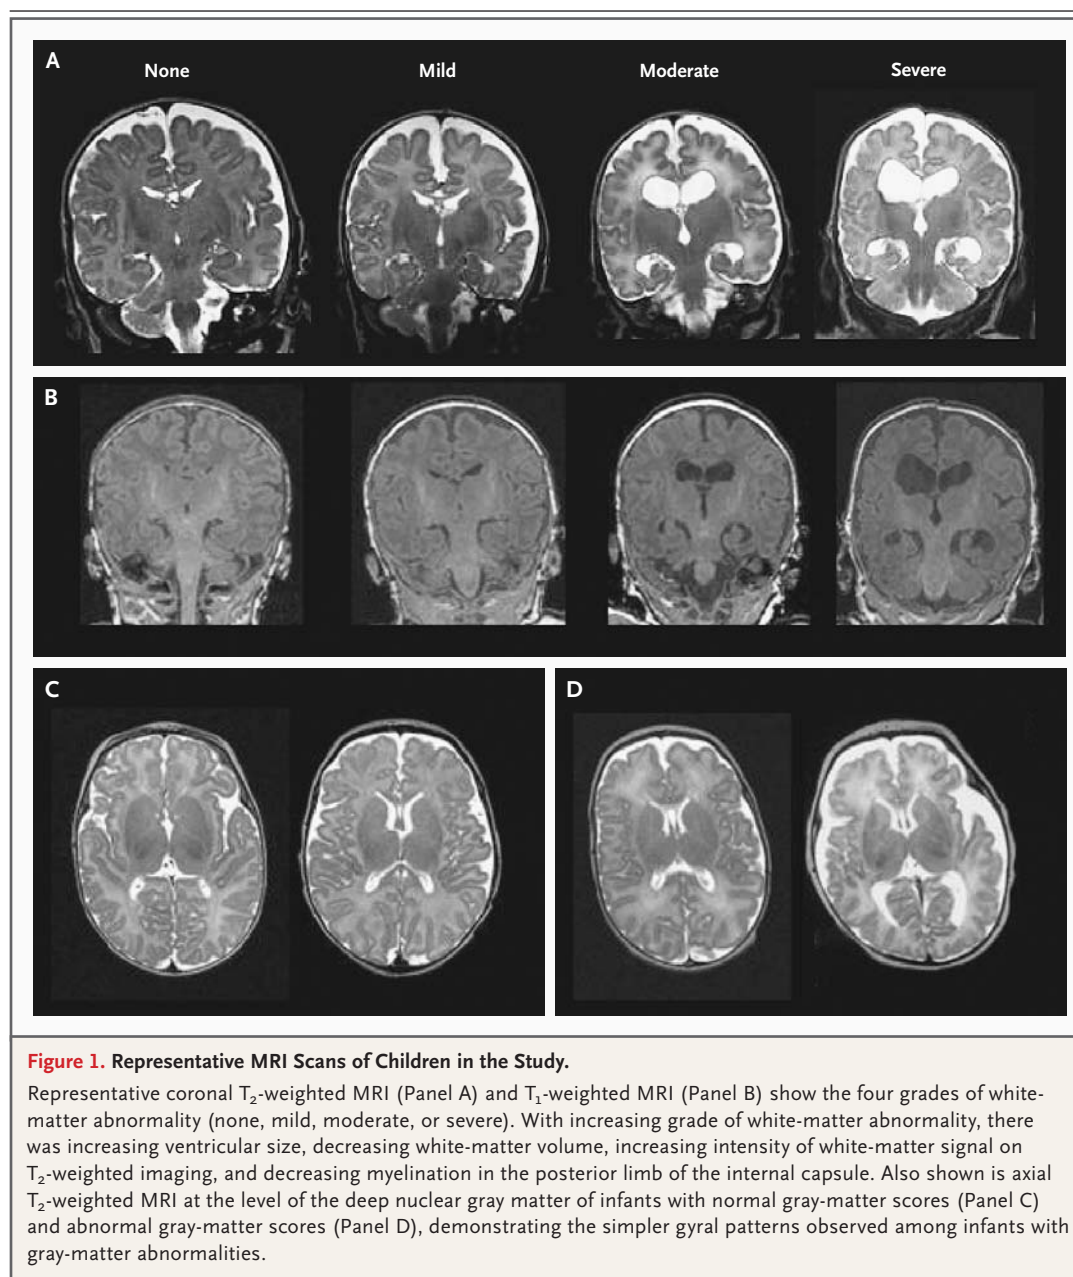 A
None Mild Moderate Severe
B
C D
Figure 1. Representative MRI Scans of Children in the Study.
Representative coronal T₂-weighted MRI (Panel A) and T₁-weighted MRI (Panel B) show the four grades of white-
matter abnormality (none, mild, moderate, or severe). With increasing grade of white-matter abnormality, there
was increasing ventricular size, decreasing white-matter volume, increasing intensity of white-matter signal on
T₂-weighted imaging, and decreasing myelination in the posterior limb of the internal capsule. Also shown is axial
T₂-weighted MRI at the level of the deep nuclear gray matter of infants with normal gray-matter scores (Panel C)
and abnormal gray-matter scores (Panel D), demonstrating the simpler gyral patterns observed among infants with
gray-matter abnormalities.